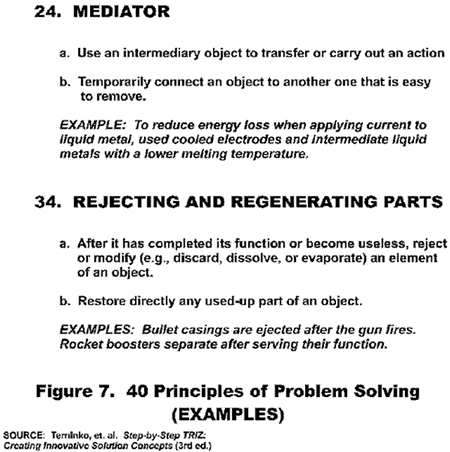 24. MEDIATOR
a. Use an intermediary object to transfer or carry out an action
b. Temporarily connect an object to another one that is easy
to remove.
EXAMPLE: To reduce energy loss when applying current to
liquid metal, used cooled electrodes and intermediate liquid
metals with a lower melting temperature.
34. REJECTING AND REGENERATING PARTS
a. After it has completed its function or become useless, reject
or modify (e.g., discard, dissolve, or evaporate) an element
of an object.
b. Restore directly any used-up part of an object.
EXAMPLES: Bullet casings are ejected after the gun fires.
Rocket boosters separate after serving their function.
Figure 7. 40 Principles of Problem Solving
(EXAMPLES)
SOURCE: Terninko, et. al. Step-by-Step TRIZ:
Creating Innovative Solution Concepts (3rd ed.)